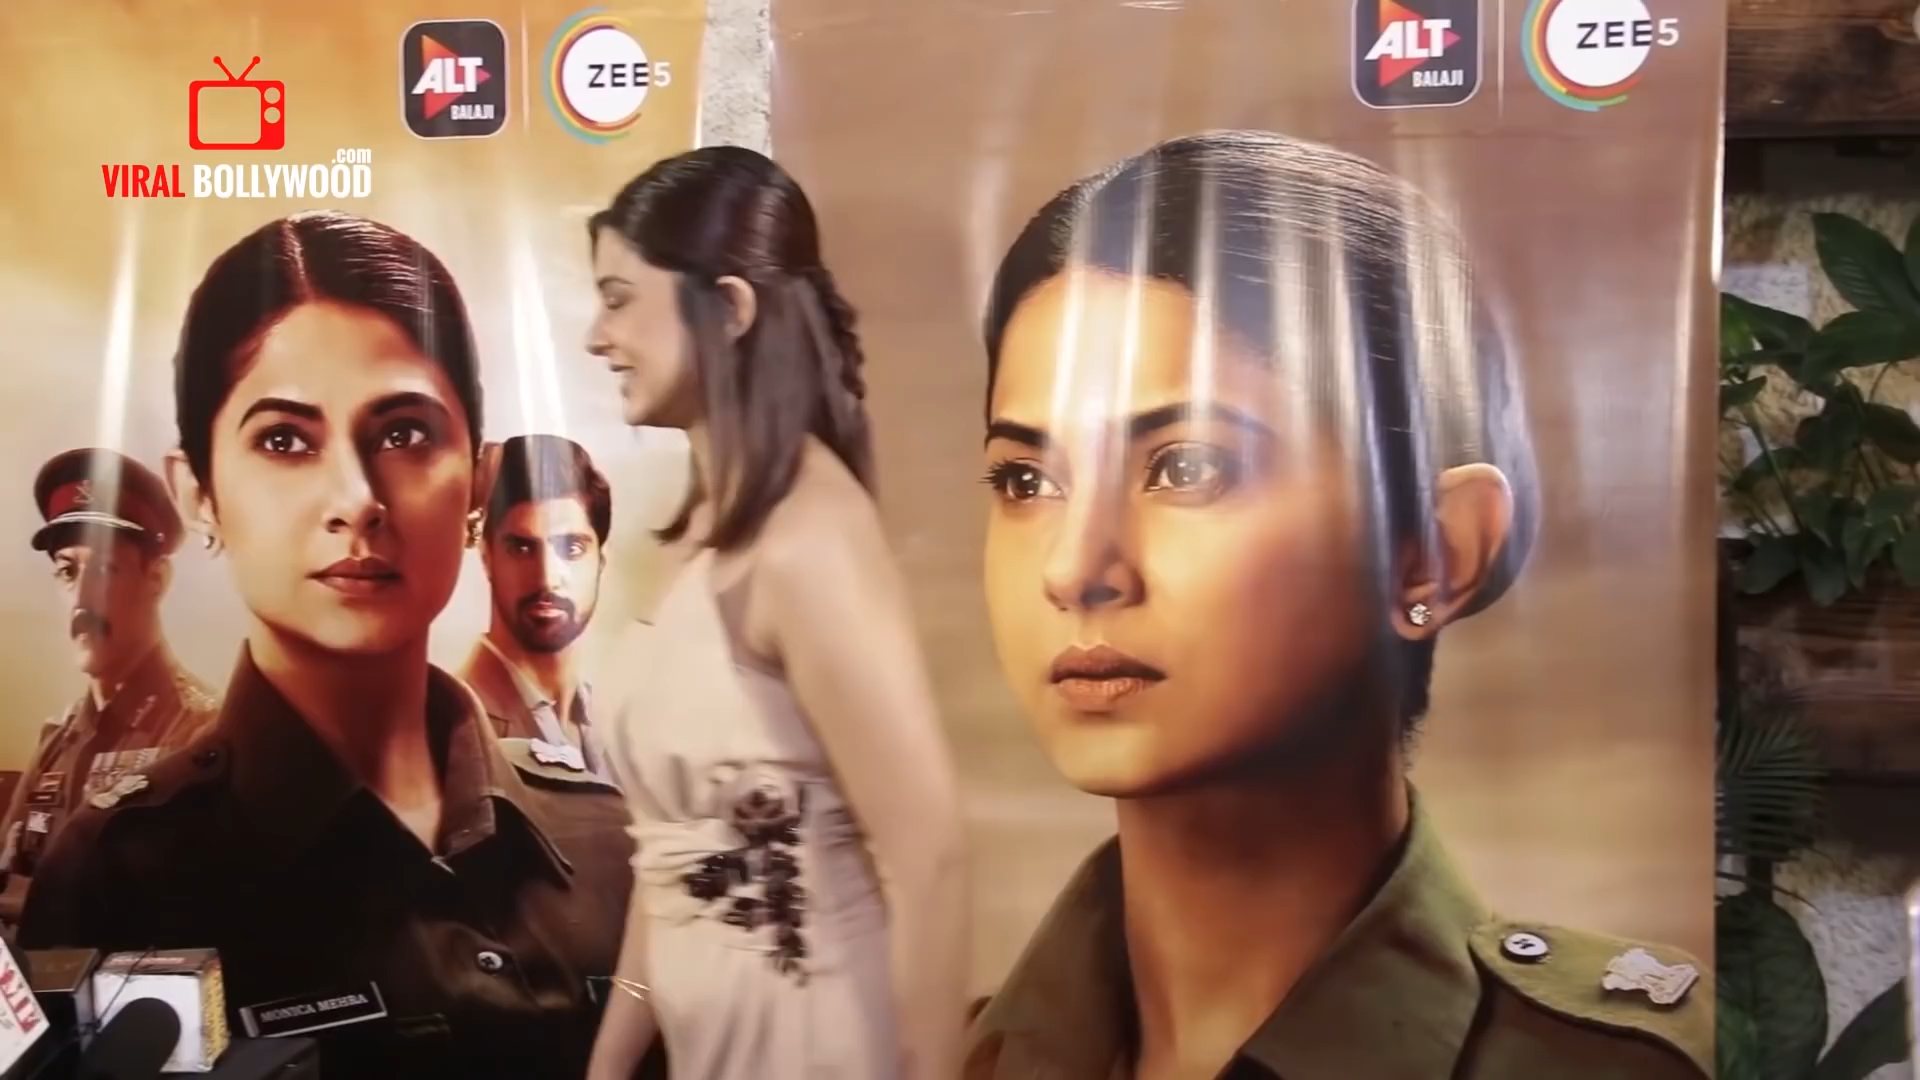 ALT
BALAJI
ZEE5
ALT
BALAJI
ZEE5
.com
VIRAL BOLLYWOOD
MONICA MEHRA